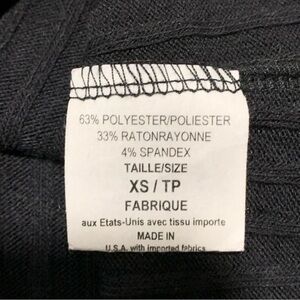 63% POLYESTER/POLIESTER
33% RATONRAYONNE
4% SPANDEX
TAILLE/SIZE
XS / TP
FABRIQUE
aux Etats-Unis avec tissu importe
MADE IN
U.S.A. with imported fabrics